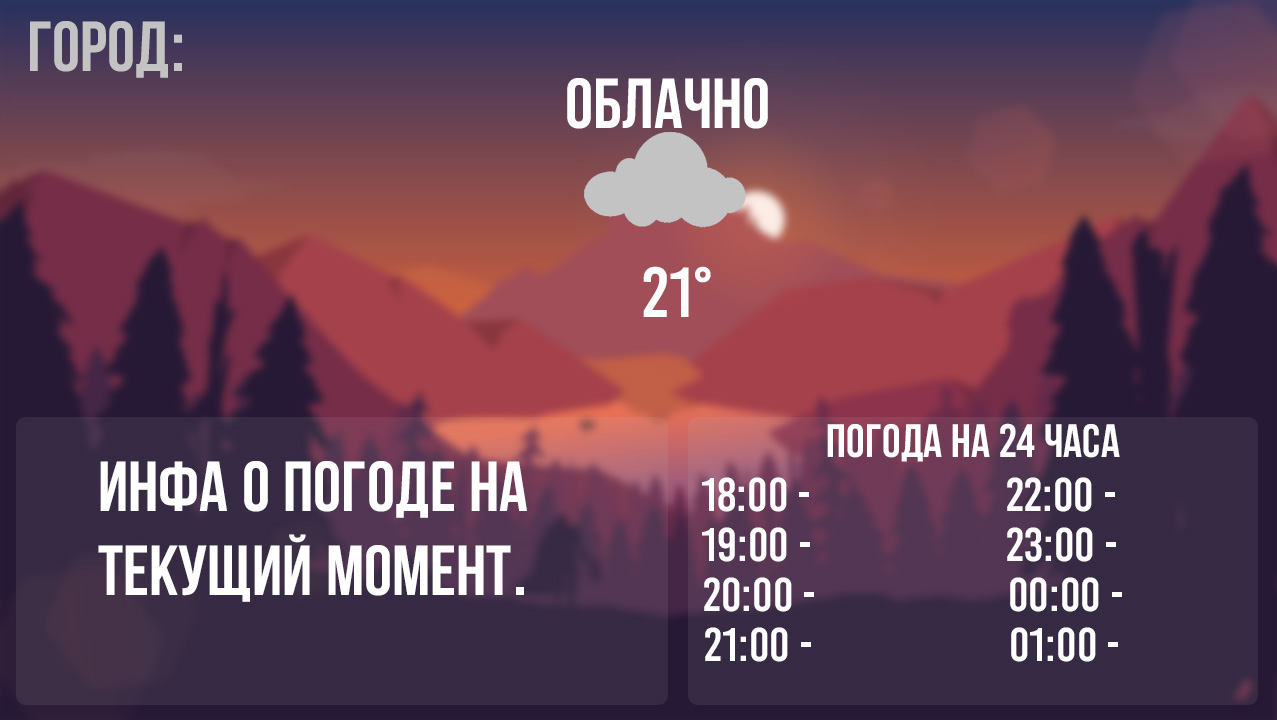 ГОРОД:
ОБЛАЧНО
21°
ИНФА О ПОГОДЕ НА
ТЕКУЩИЙ МОМЕНТ.
ПОГОДА НА 24 ЧАСА
18:00 -
19:00 -
20:00 -
21:00 -
22:00 -
23:00 -
00:00 -
01:00 -